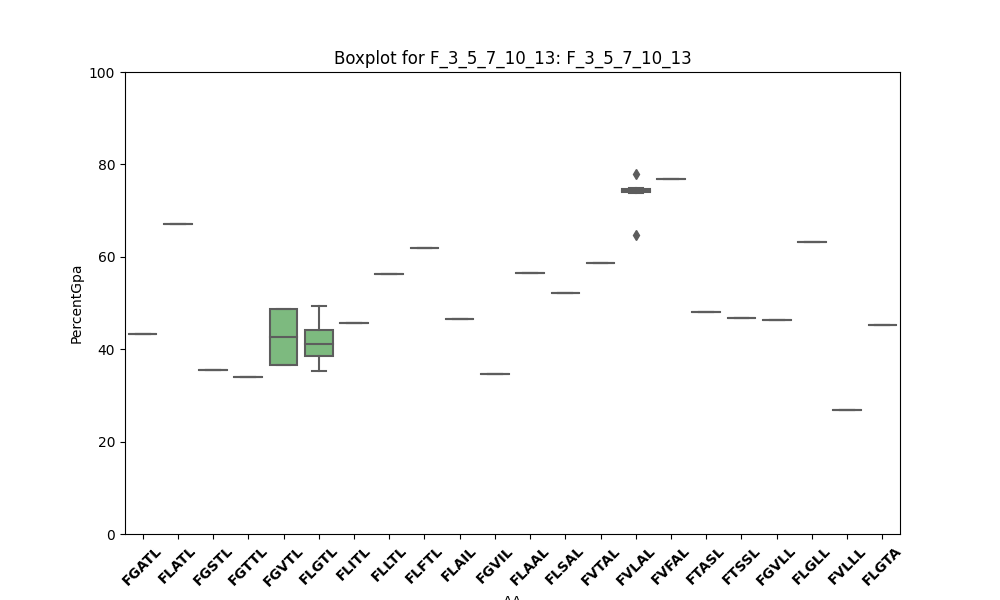 Boxplot for F_3_5_7_10_13: F_3_5_7_10_13
100
80
60
40
20
0
PercentGpa
FGATL FLATL FGSTL FGTTL FGVTL FLGTL FLITL FLLTL FLFTL FLAIL FGVIL FLAAL FLSAL FVTAL FVLAL FVFAL FTASL FTSSL FGVLL FLGLL FVLLL FLGTA
AA